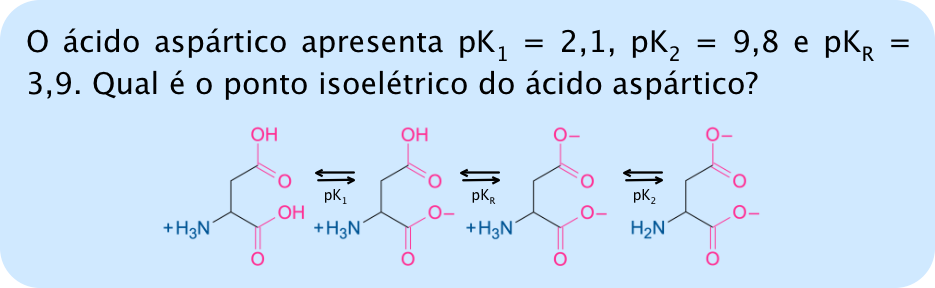 O ácido aspártico apresenta pK1 = 2,1, pK2 = 9,8 e pKR =
3,9. Qual é o ponto isoelétrico do ácido aspártico?
OH OH O− O−
O O O O
pK1 pKR pK2
OH O− O− O−
+H3N +H3N +H3N H2N
O O O O